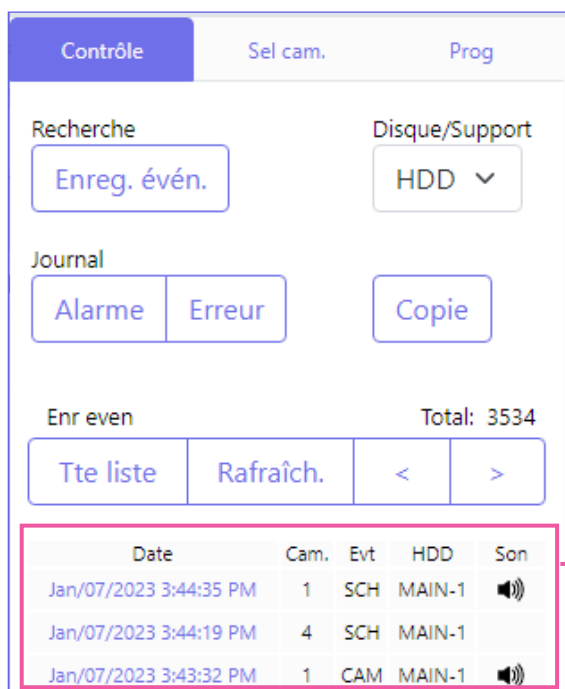 Contrôle Sel cam. Prog
Recherche Disque/Support
Enreg. évén. HDD
Journal
Alarme Erreur Copie
Enr even Total: 3534
Tte liste Rafraîch. < >
Date Cam. Evt HDD Son
Jan/07/2023 3:44:35 PM 1 SCH MAIN-1
Jan/07/2023 3:44:19 PM 4 SCH MAIN-1
Jan/07/2023 3:43:32 PM 1 CAM MAIN-1